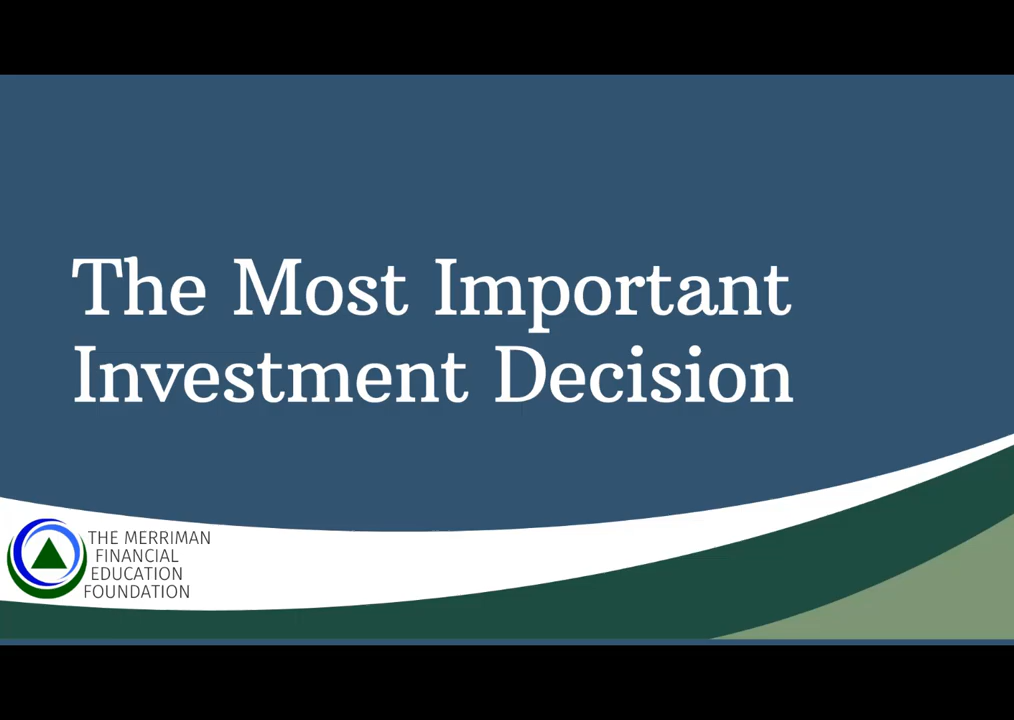 The Most Important
Investment Decision
THE MERRIMAN
FINANCIAL
EDUCATION
FOUNDATION